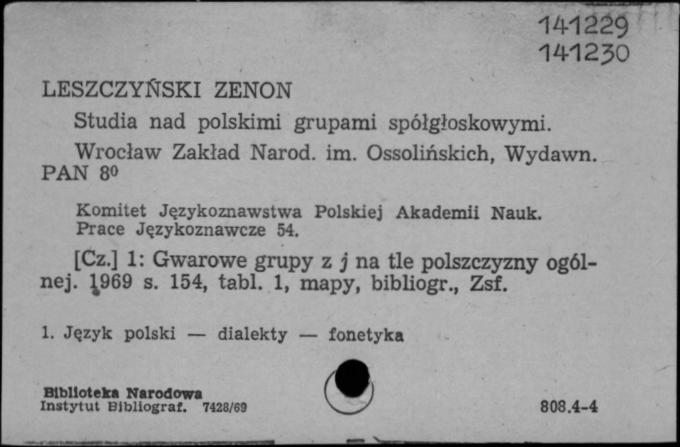 141229
141230
LESZCZYŃSKI ZENON
Studia nad polskimi grupami spółgłoskowymi.
Wrocław Zakład Narod. im. Ossolińskich, Wydawn.
PAN 8⁰
Komitet Językoznawstwa Polskiej Akademii Nauk.
Prace Językoznawcze 54.
[Cz.] 1: Gwarowe grupy z j na tle polszczyzny ogól-
nej. 1969 s. 154, tabl. 1, mapy, bibliogr., Zsf.
1. Język polski — dialekty — fonetyka
Biblioteka Narodowa
Instytut Bibliograf. 7428/69
808.4-4